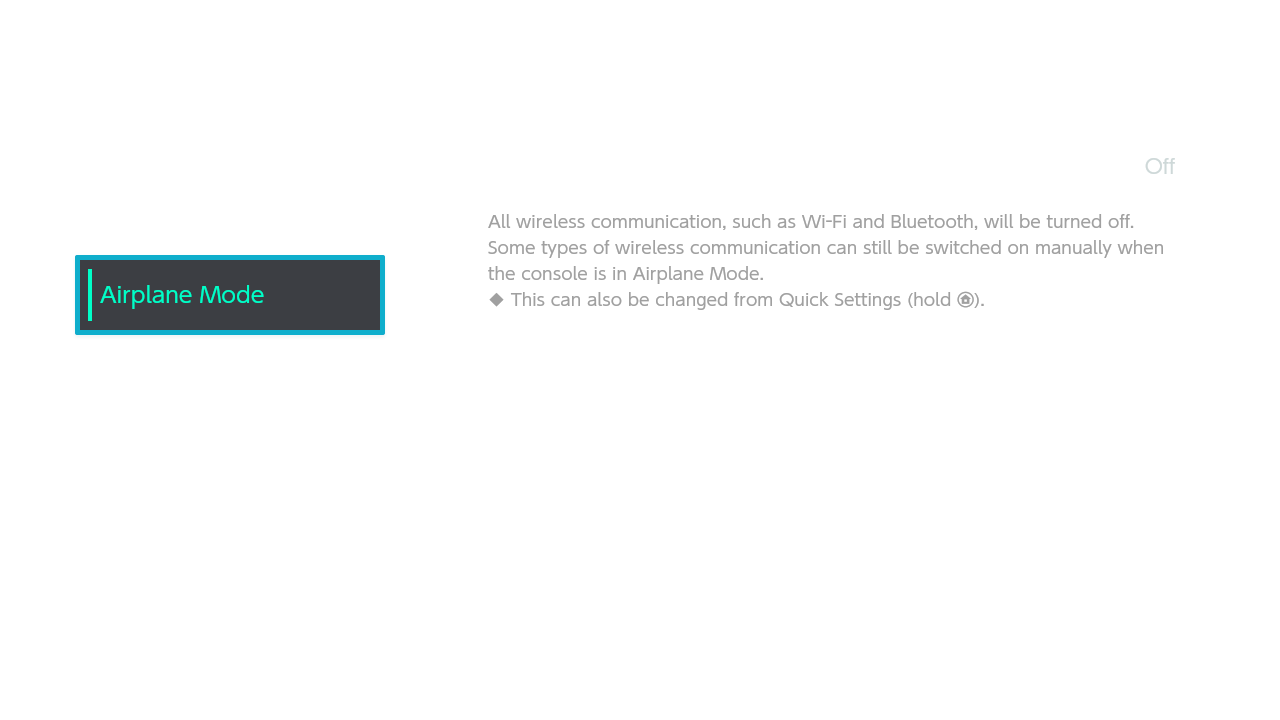 Off
All wireless communication, such as Wi-Fi and Bluetooth, will be turned off.
Some types of wireless communication can still be switched on manually when
the console is in Airplane Mode.
◆ This can also be changed from Quick Settings (hold ).
Airplane Mode